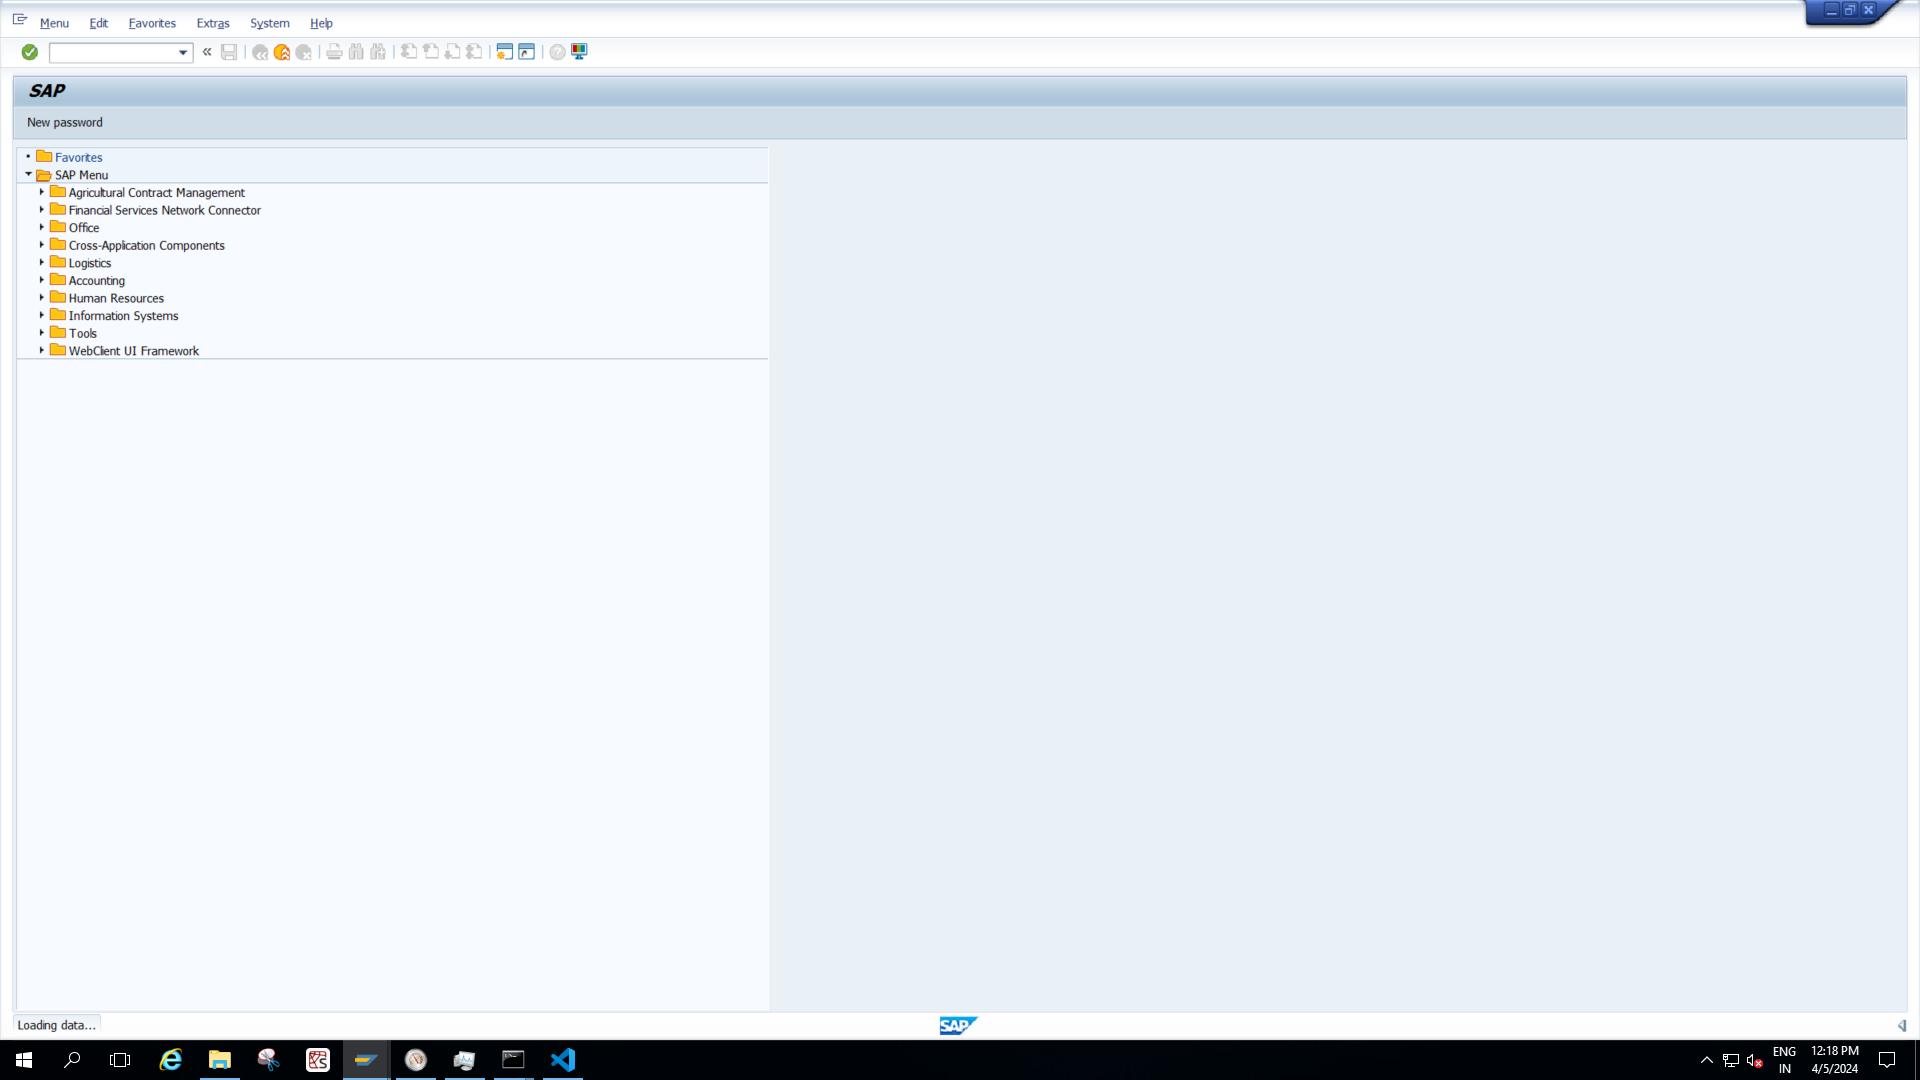 Menu Edit Favorites Extras System Help
SAP
New password
Favorites
SAP Menu
Agricultural Contract Management
Financial Services Network Connector
Office
Cross-Application Components
Logistics
Accounting
Human Resources
Information Systems
Tools
WebClient UI Framework
Loading data...
SAP
ENG 12:18 PM
IN 4/5/2024